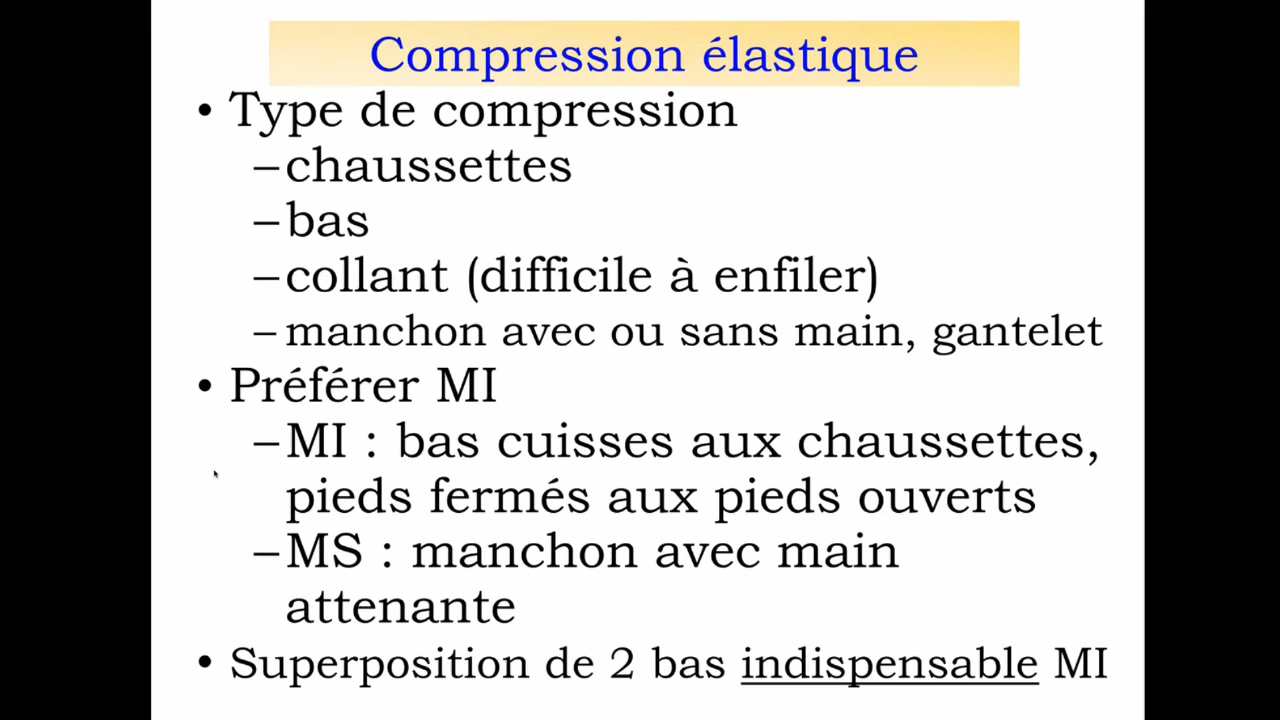 Compression élastique
• Type de compression
–chaussettes
–bas
–collant (difficile à enfiler)
–manchon avec ou sans main, gantelet
• Préférer MI
–MI : bas cuisses aux chaussettes,
pieds fermés aux pieds ouverts
–MS : manchon avec main
attenante
• Superposition de 2 bas indispensable MI